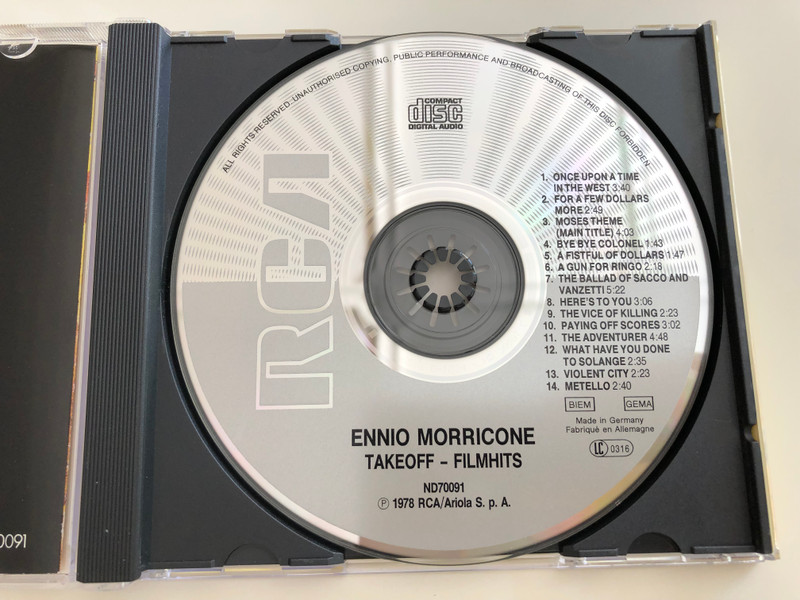 ALL RIGHTS RESERVED. UNAUTHORISED COPYING, PUBLIC PERFORMANCE AND BROADCASTING OF THIS DISC FORBIDDEN.
COMPACT
disc
DIGITAL AUDIO
RCA
1. ONCE UPON A TIME
IN THE WEST 3:40
2. FOR A FEW DOLLARS
MORE 2:49
3. MOSES THEME
(MAIN TITLE) 4:03
4. BYE BYE COLONEL 1:43
5. A FISTFUL OF DOLLARS 1:47
6. A GUN FOR RINGO 2:18
7. THE BALLAD OF SACCO AND
VANZETTI 5:22
8. HERE'S TO YOU 3:06
9. THE VICE OF KILLING 2:23
10. PAYING OFF SCORES 3:02
11. THE ADVENTURER 4:48
12. WHAT HAVE YOU DONE
TO SOLANGE 2:35
13. VIOLENT CITY 2:23
14. METELLO 2:40
BIEM GEMA
Made in Germany
Fabriqué en Allemagne
LC 0316
ENNIO MORRICONE
TAKEOFF – FILMHITS
ND70091
Ⓟ 1978 RCA/Ariola S. p. A.
0091